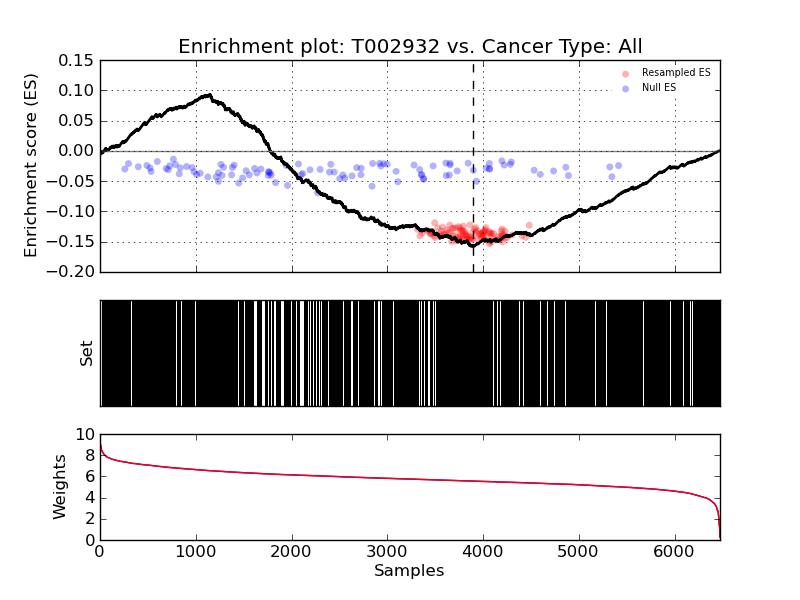 Enrichment plot: T002932 vs. Cancer Type: All
Enrichment score (ES)
0.15
0.10
0.05
0.00
−0.05
−0.10
−0.15
−0.20
Resampled ES
Null ES
Set
Weights
10
8
6
4
2
0
0 1000 2000 3000 4000 5000 6000
Samples